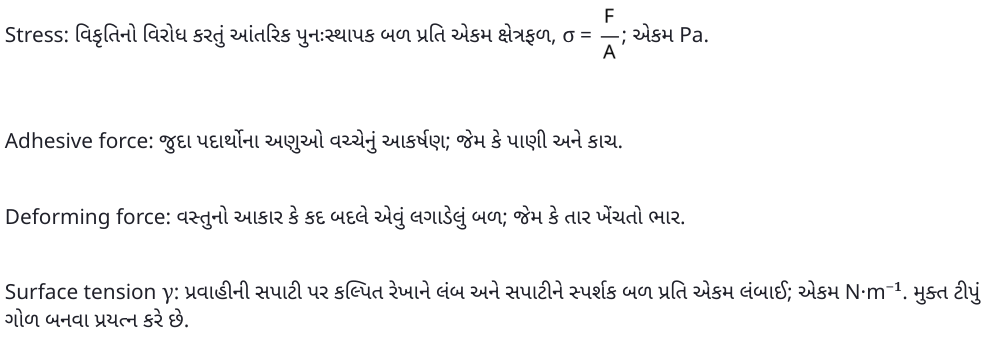 Stress: વિકૃતિનો વિરોધ કરતું આંતરિક પુનઃસ્થાપક બળ પ્રતિ એકમ ક્ષેત્રફળ, σ = F/A; એકમ Pa.
Adhesive force: જુદા પદાર્થોના અણુઓ વચ્ચેનું આકર્ષણ; જેમ કે પાણી અને કાચ.
Deforming force: વસ્તુનો આકાર કે કદ બદલે એવું લગાડેલું બળ; જેમ કે તાર ખેંચતો ભાર.
Surface tension γ: પ્રવાહીની સપાટી પર કલ્પિત રેખાને લંબ અને સપાટીને સ્પર્શક બળ પ્રતિ એકમ લંબાઈ; એકમ N·m⁻¹. મુક્ત ટીપું
ગોળ બનવા પ્રયત્ન કરે છે.